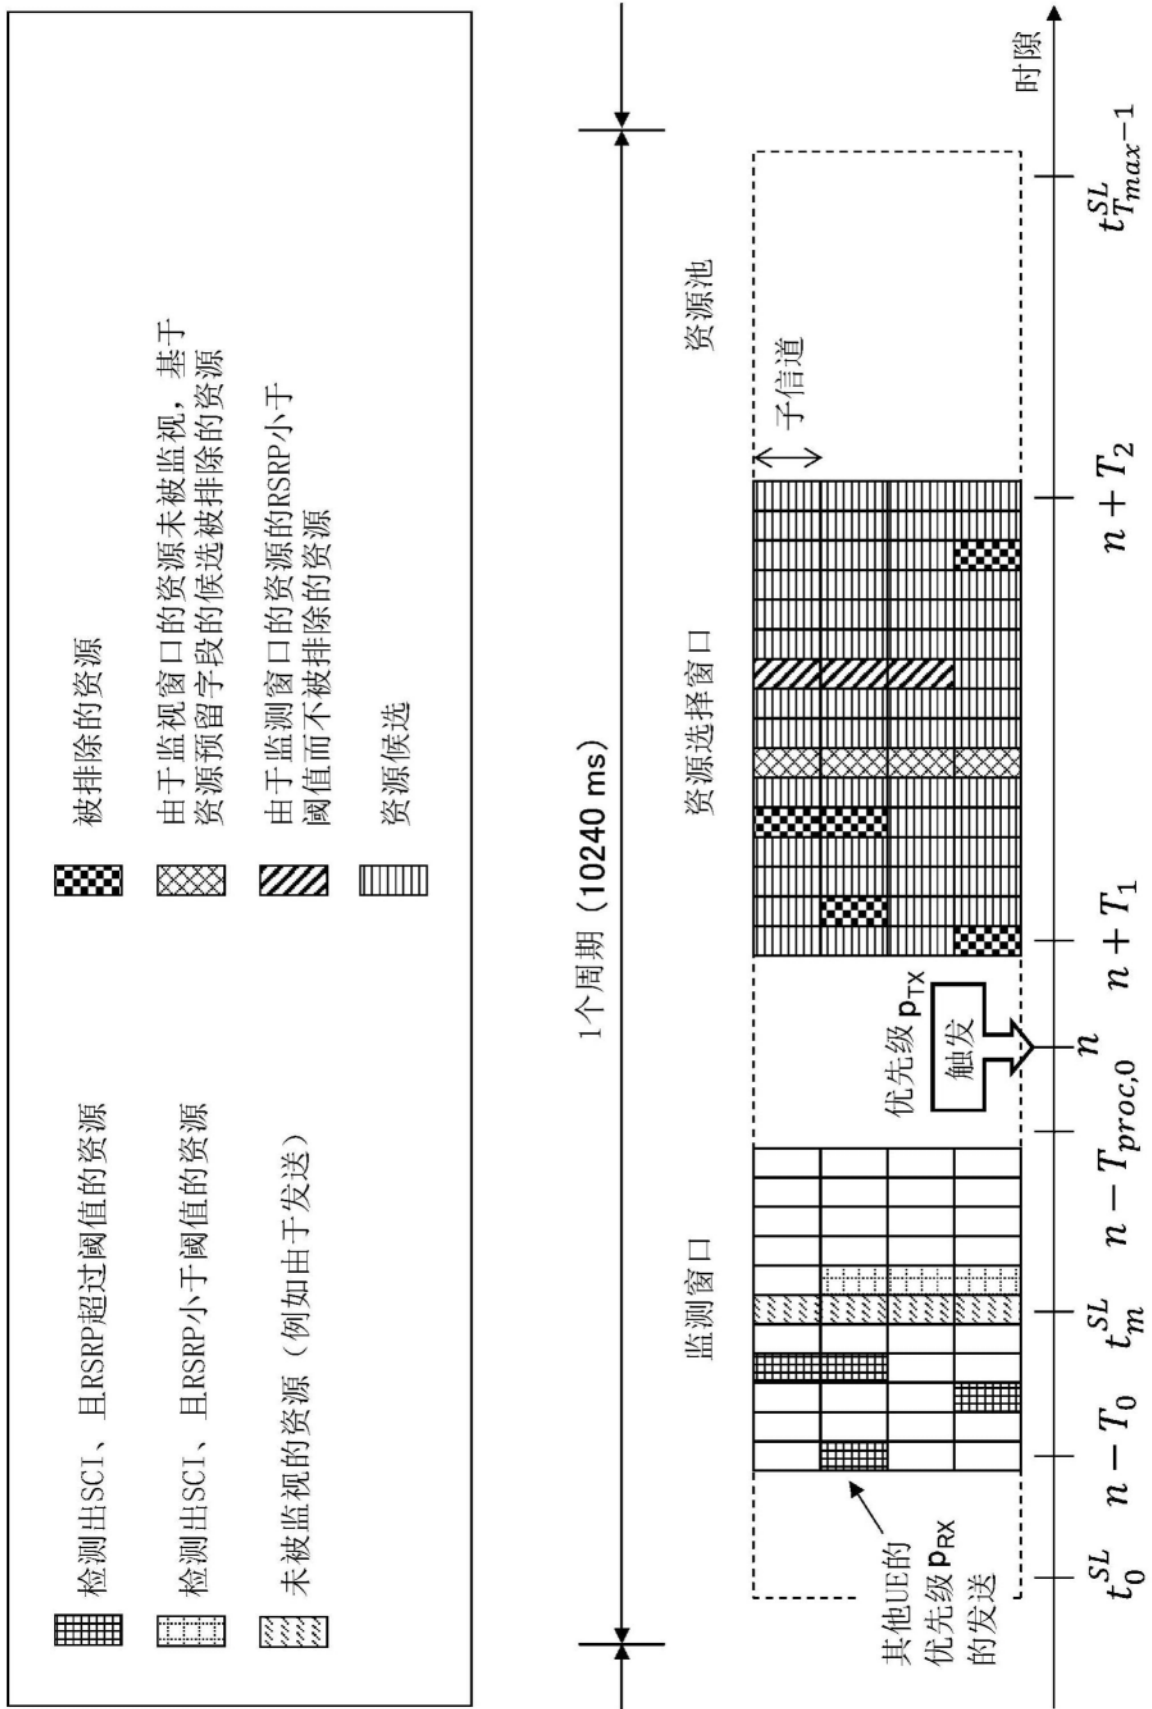 检测出SCI、且RSRP超过阈值的资源
检测出SCI、且RSRP小于阈值的资源
未被监视的资源（例如由于发送）
被排除的资源
由于监视窗口的资源未被监视，基于
资源预留字段的候选被排除的资源
由于监测窗口的资源的RSRP小于
阈值而不被排除的资源
资源候选
1个周期（10240 ms）
监测窗口
资源选择窗口
资源池
子信道
优先级 pTX
触发
其他UE的
优先级 pRX
的发送
时隙
t_0^{SL}
n − T_0
t_m^{SL}
n − T_{proc,0}
n
n + T_1
n + T_2
t_{T_{max}-1}^{SL}